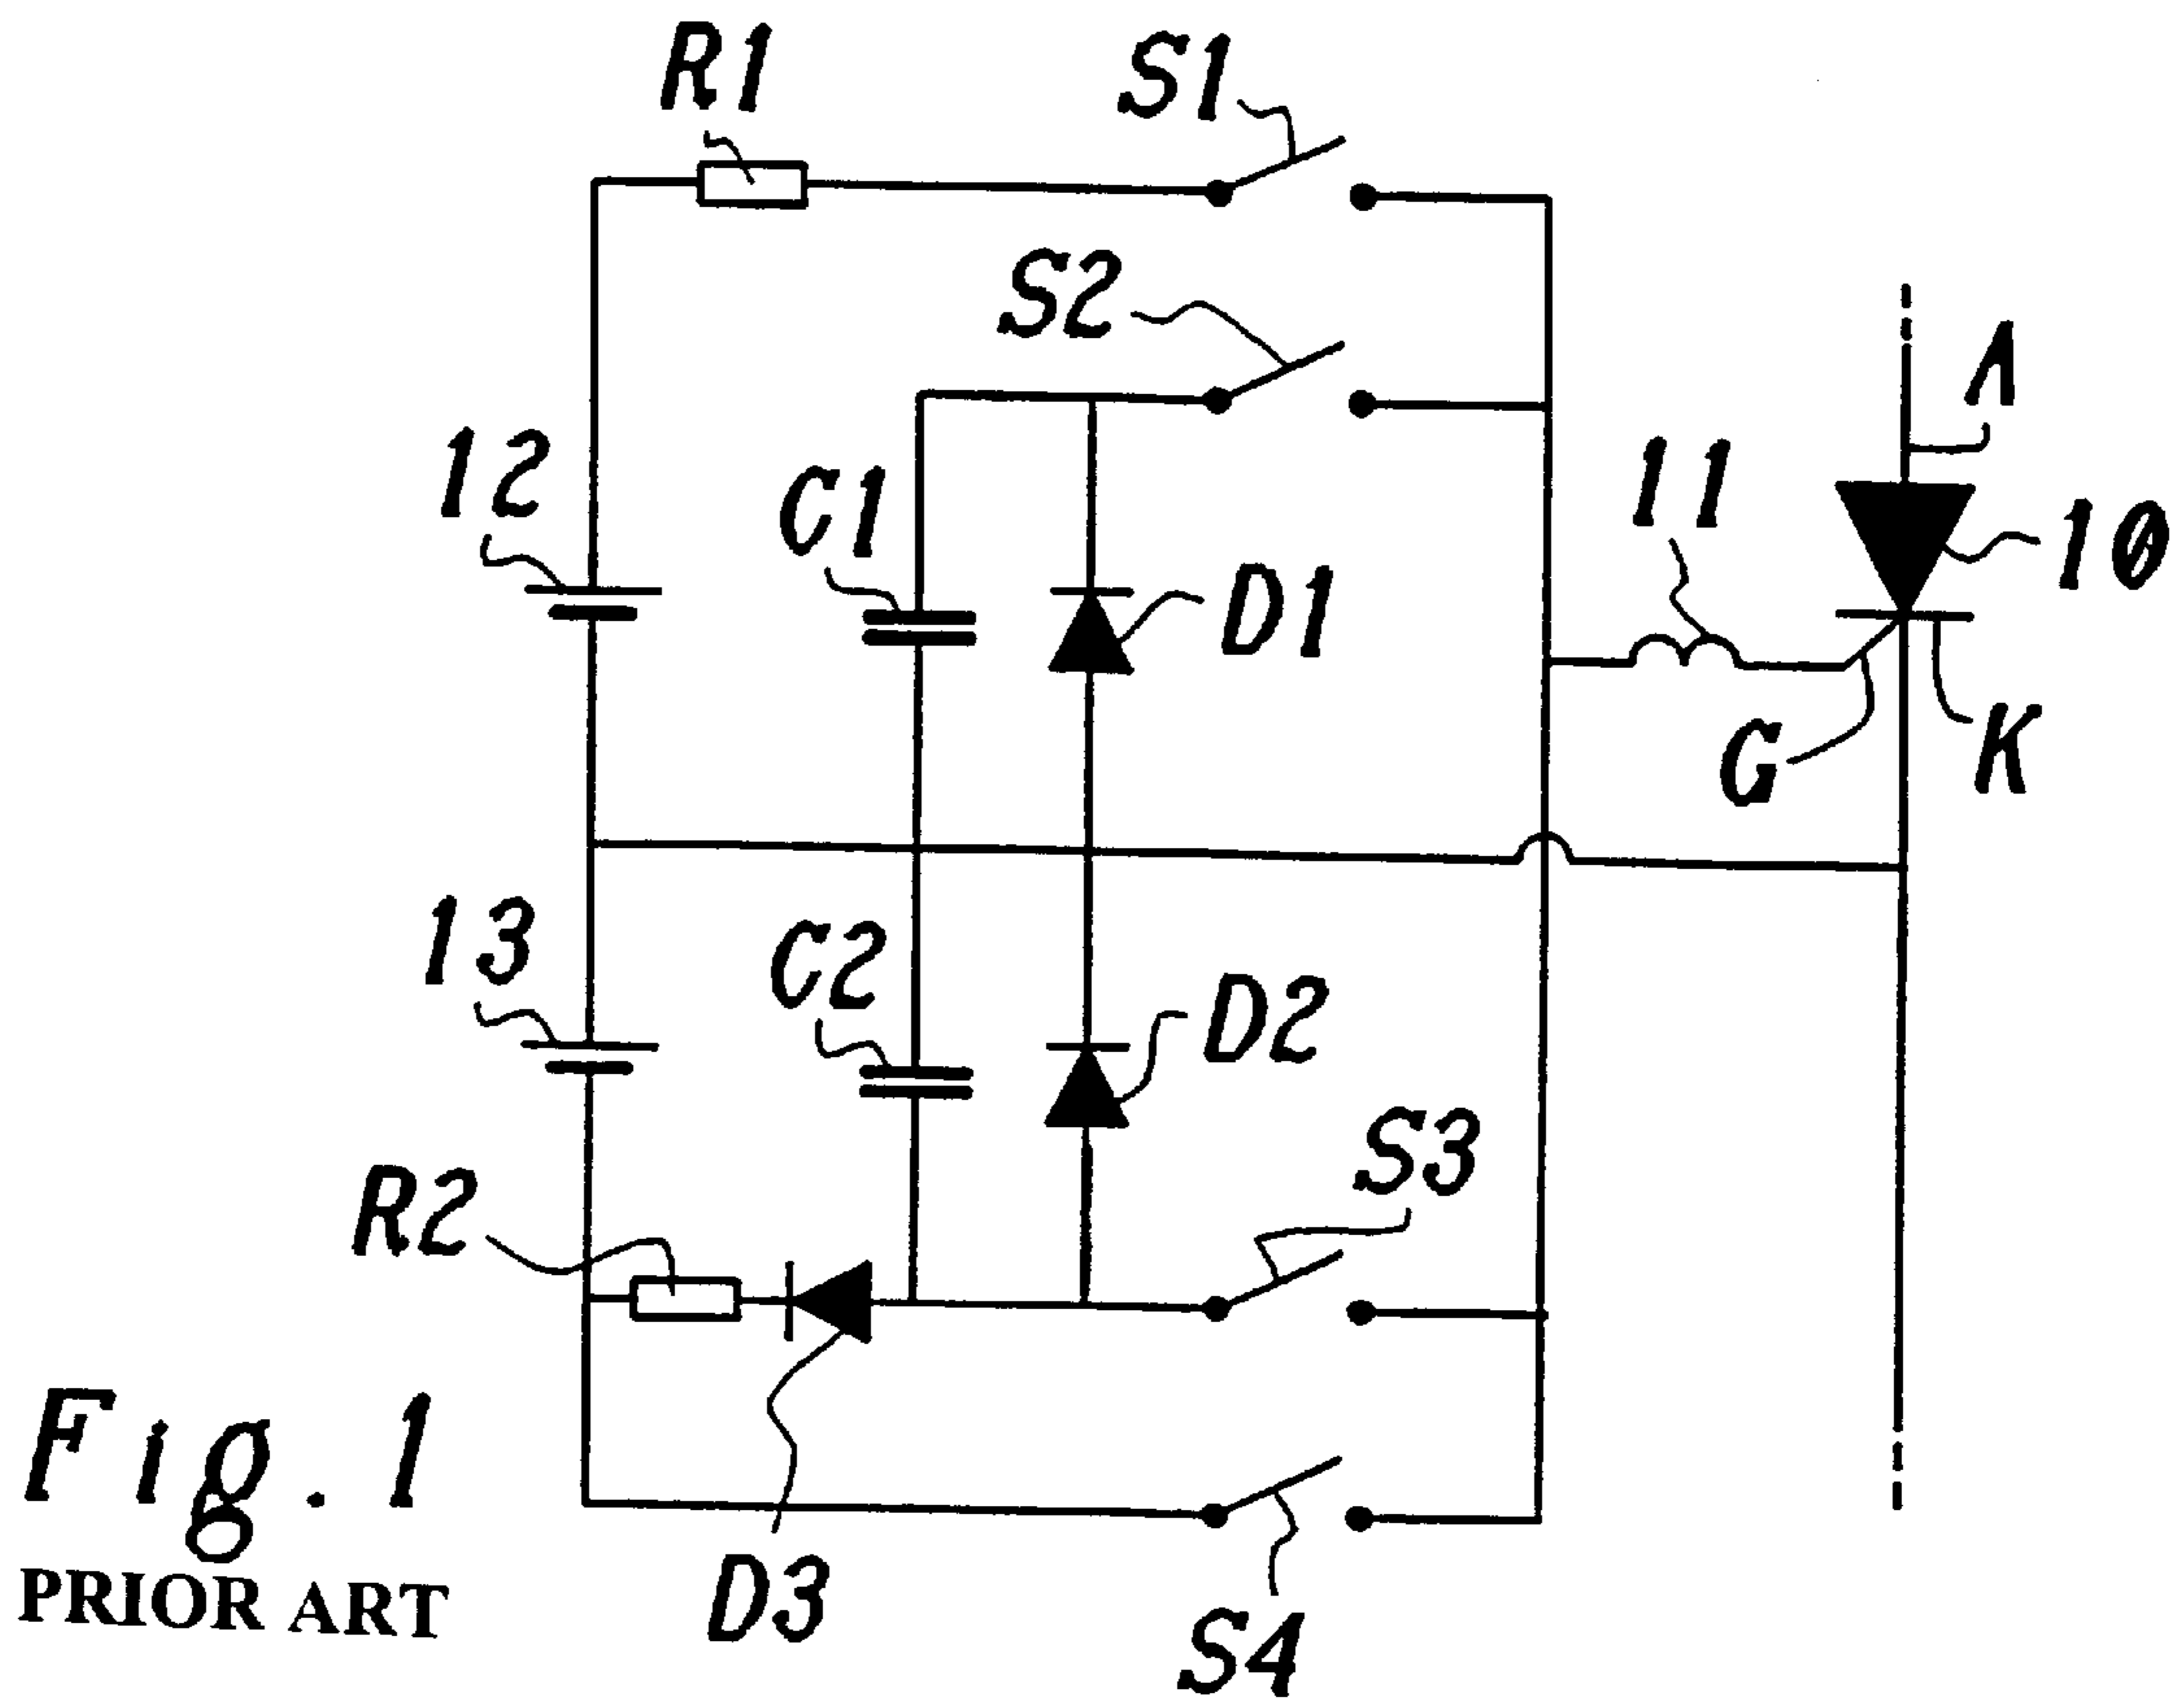 R1
S1
S2
A
12
C1
11
10
D1
G
K
13
C2
D2
S3
R2
Fig. 1
PRIOR ART
D3
S4